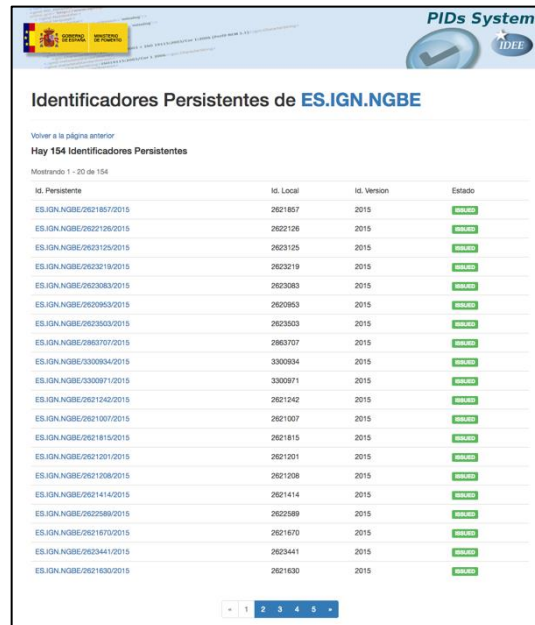 GOBIERNO DE ESPAÑA
MINISTERIO DE FOMENTO
PIDs System
IDEE
Identificadores Persistentes de ES.IGN.NGBE
Volver a la página anterior
Hay 154 Identificadores Persistentes
Mostrando 1 - 20 de 154
Id. Persistente Id. Local Id. Version Estado
ES.IGN.NGBE/2621857/2015 2621857 2015 ISSUED
ES.IGN.NGBE/2622126/2015 2622126 2015 ISSUED
ES.IGN.NGBE/2623125/2015 2623125 2015 ISSUED
ES.IGN.NGBE/2623219/2015 2623219 2015 ISSUED
ES.IGN.NGBE/2623083/2015 2623083 2015 ISSUED
ES.IGN.NGBE/2620953/2015 2620953 2015 ISSUED
ES.IGN.NGBE/2623503/2015 2623503 2015 ISSUED
ES.IGN.NGBE/2863707/2015 2863707 2015 ISSUED
ES.IGN.NGBE/3300934/2015 3300934 2015 ISSUED
ES.IGN.NGBE/3300971/2015 3300971 2015 ISSUED
ES.IGN.NGBE/2621242/2015 2621242 2015 ISSUED
ES.IGN.NGBE/2621007/2015 2621007 2015 ISSUED
ES.IGN.NGBE/2621815/2015 2621815 2015 ISSUED
ES.IGN.NGBE/2621201/2015 2621201 2015 ISSUED
ES.IGN.NGBE/2621208/2015 2621208 2015 ISSUED
ES.IGN.NGBE/2621414/2015 2621414 2015 ISSUED
ES.IGN.NGBE/2622589/2015 2622589 2015 ISSUED
ES.IGN.NGBE/2621670/2015 2621670 2015 ISSUED
ES.IGN.NGBE/2623441/2015 2623441 2015 ISSUED
ES.IGN.NGBE/2621630/2015 2621630 2015 ISSUED
« 1 2 3 4 5 »